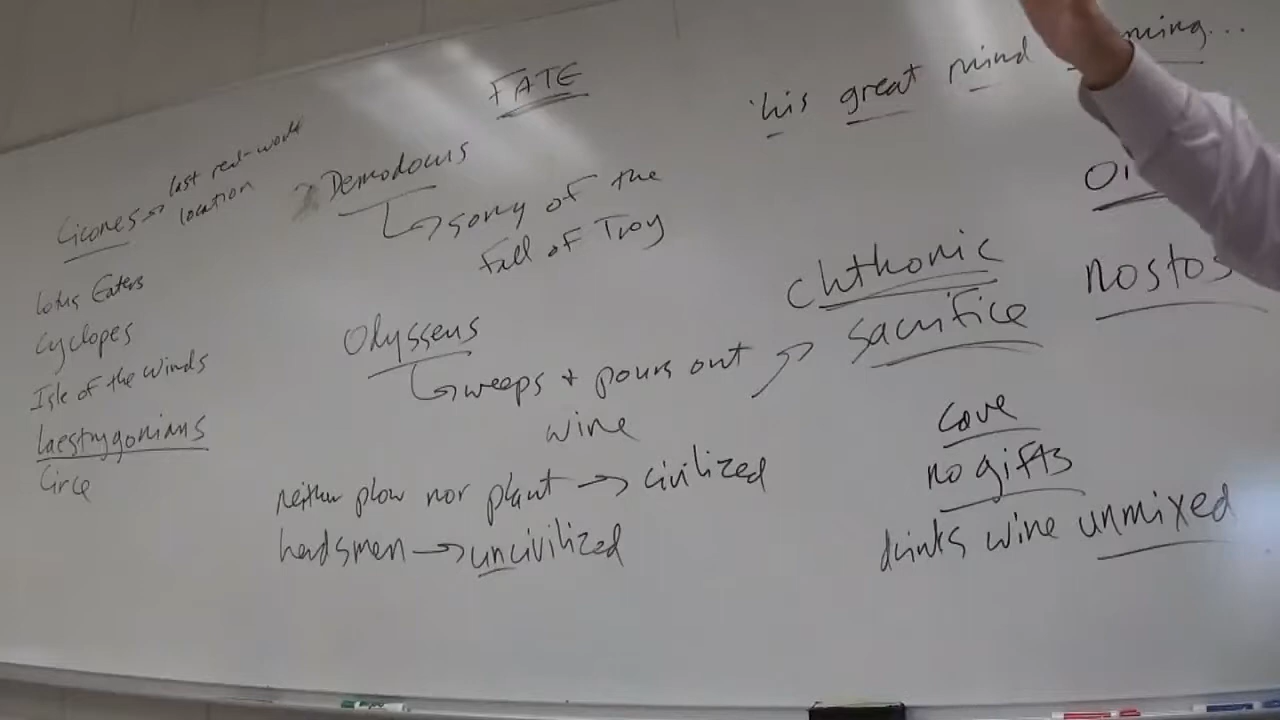 FATE
his great mind
Cicones → last real-world
location
Lotus Eaters
Cyclopes
Isle of the Winds
Laestrygonians
Circe
Demodocus
↳ song of the
fall of Troy
Odysseus
↳ weeps + pours out
wine
neither plow nor plant → civilized
herdsmen → uncivilized
Chthonic
sacrifice
nostos
cave
no gifts
drinks wine unmixed